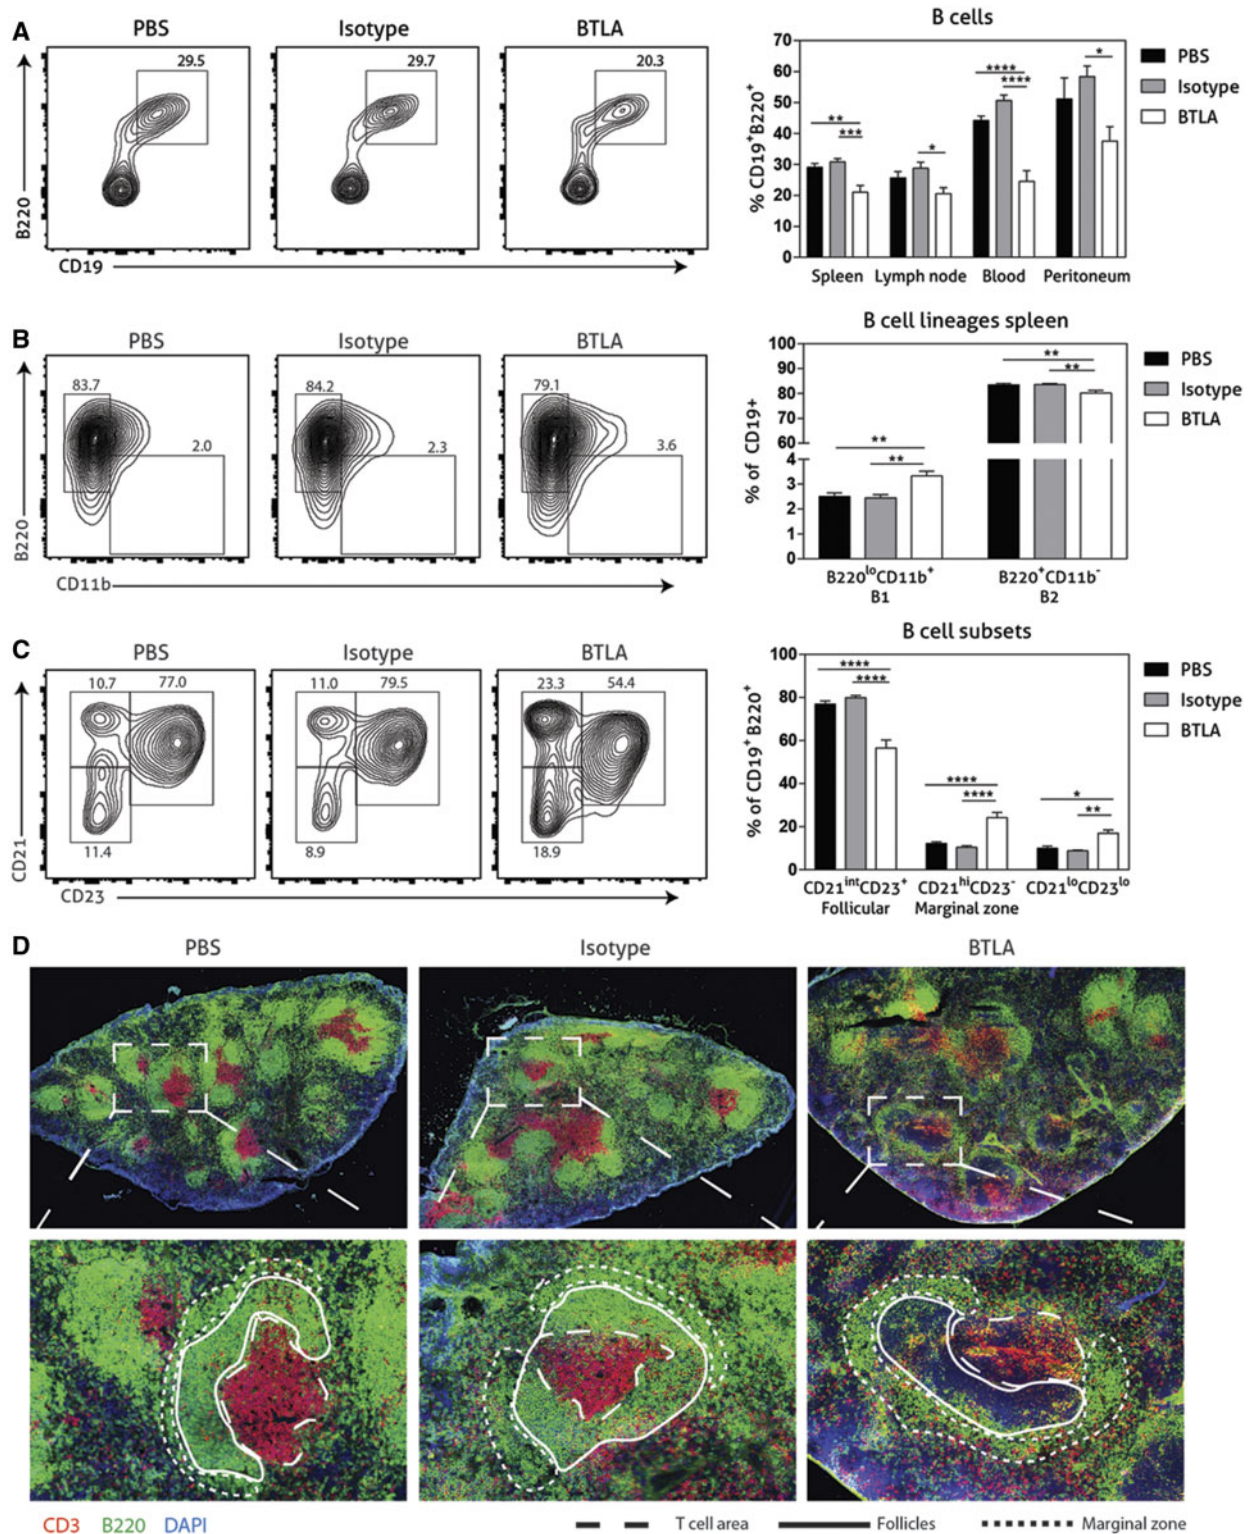 A
PBS
Isotype
BTLA
29.5
29.7
20.3
B220
CD19
B cells
% CD19+B220+
70
60
50
40
30
20
10
0
**
***
*
****
****
*
Spleen
Lymph node
Blood
Peritoneum
PBS
Isotype
BTLA
B
PBS
Isotype
BTLA
83.7
2.0
84.2
2.3
79.1
3.6
B220
CD11b
B cell lineages spleen
% of CD19+
100
90
80
70
60
4
3
2
1
0
**
**
**
**
B220loCD11b+
B1
B220+CD11b-
B2
PBS
Isotype
BTLA
C
PBS
Isotype
BTLA
10.7
77.0
11.4
11.0
79.5
8.9
23.3
54.4
18.9
CD21
CD23
B cell subsets
% of CD19+B220+
100
80
60
40
20
0
****
****
****
****
*
**
CD21intCD23+
Follicular
CD21hiCD23-
Marginal zone
CD21loCD23lo
PBS
Isotype
BTLA
D
PBS
Isotype
BTLA
CD3 B220 DAPI
T cell area
Follicles
Marginal zone